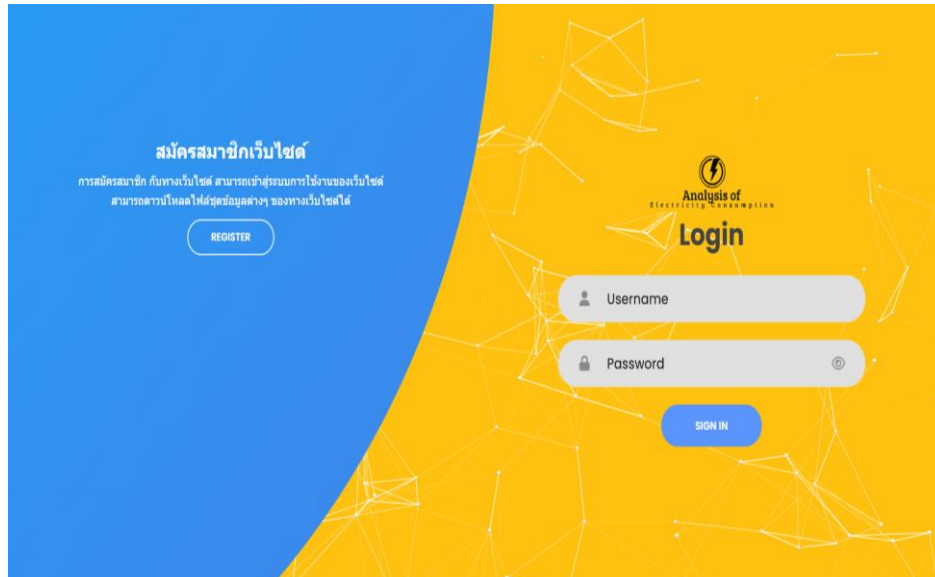 สมัครสมาชิกเว็บไซต์
การสมัครสมาชิก กับทางเว็บไซต์ สามารถเข้าสู่ระบบการใช้งานของเว็บไซต์
สามารถดาวน์โหลดไฟล์ชุดข้อมูลต่างๆ ของทางเว็บไซต์ได้
REGISTER
Analysis of
Electricity Consumption
Login
Username
Password
SIGN IN